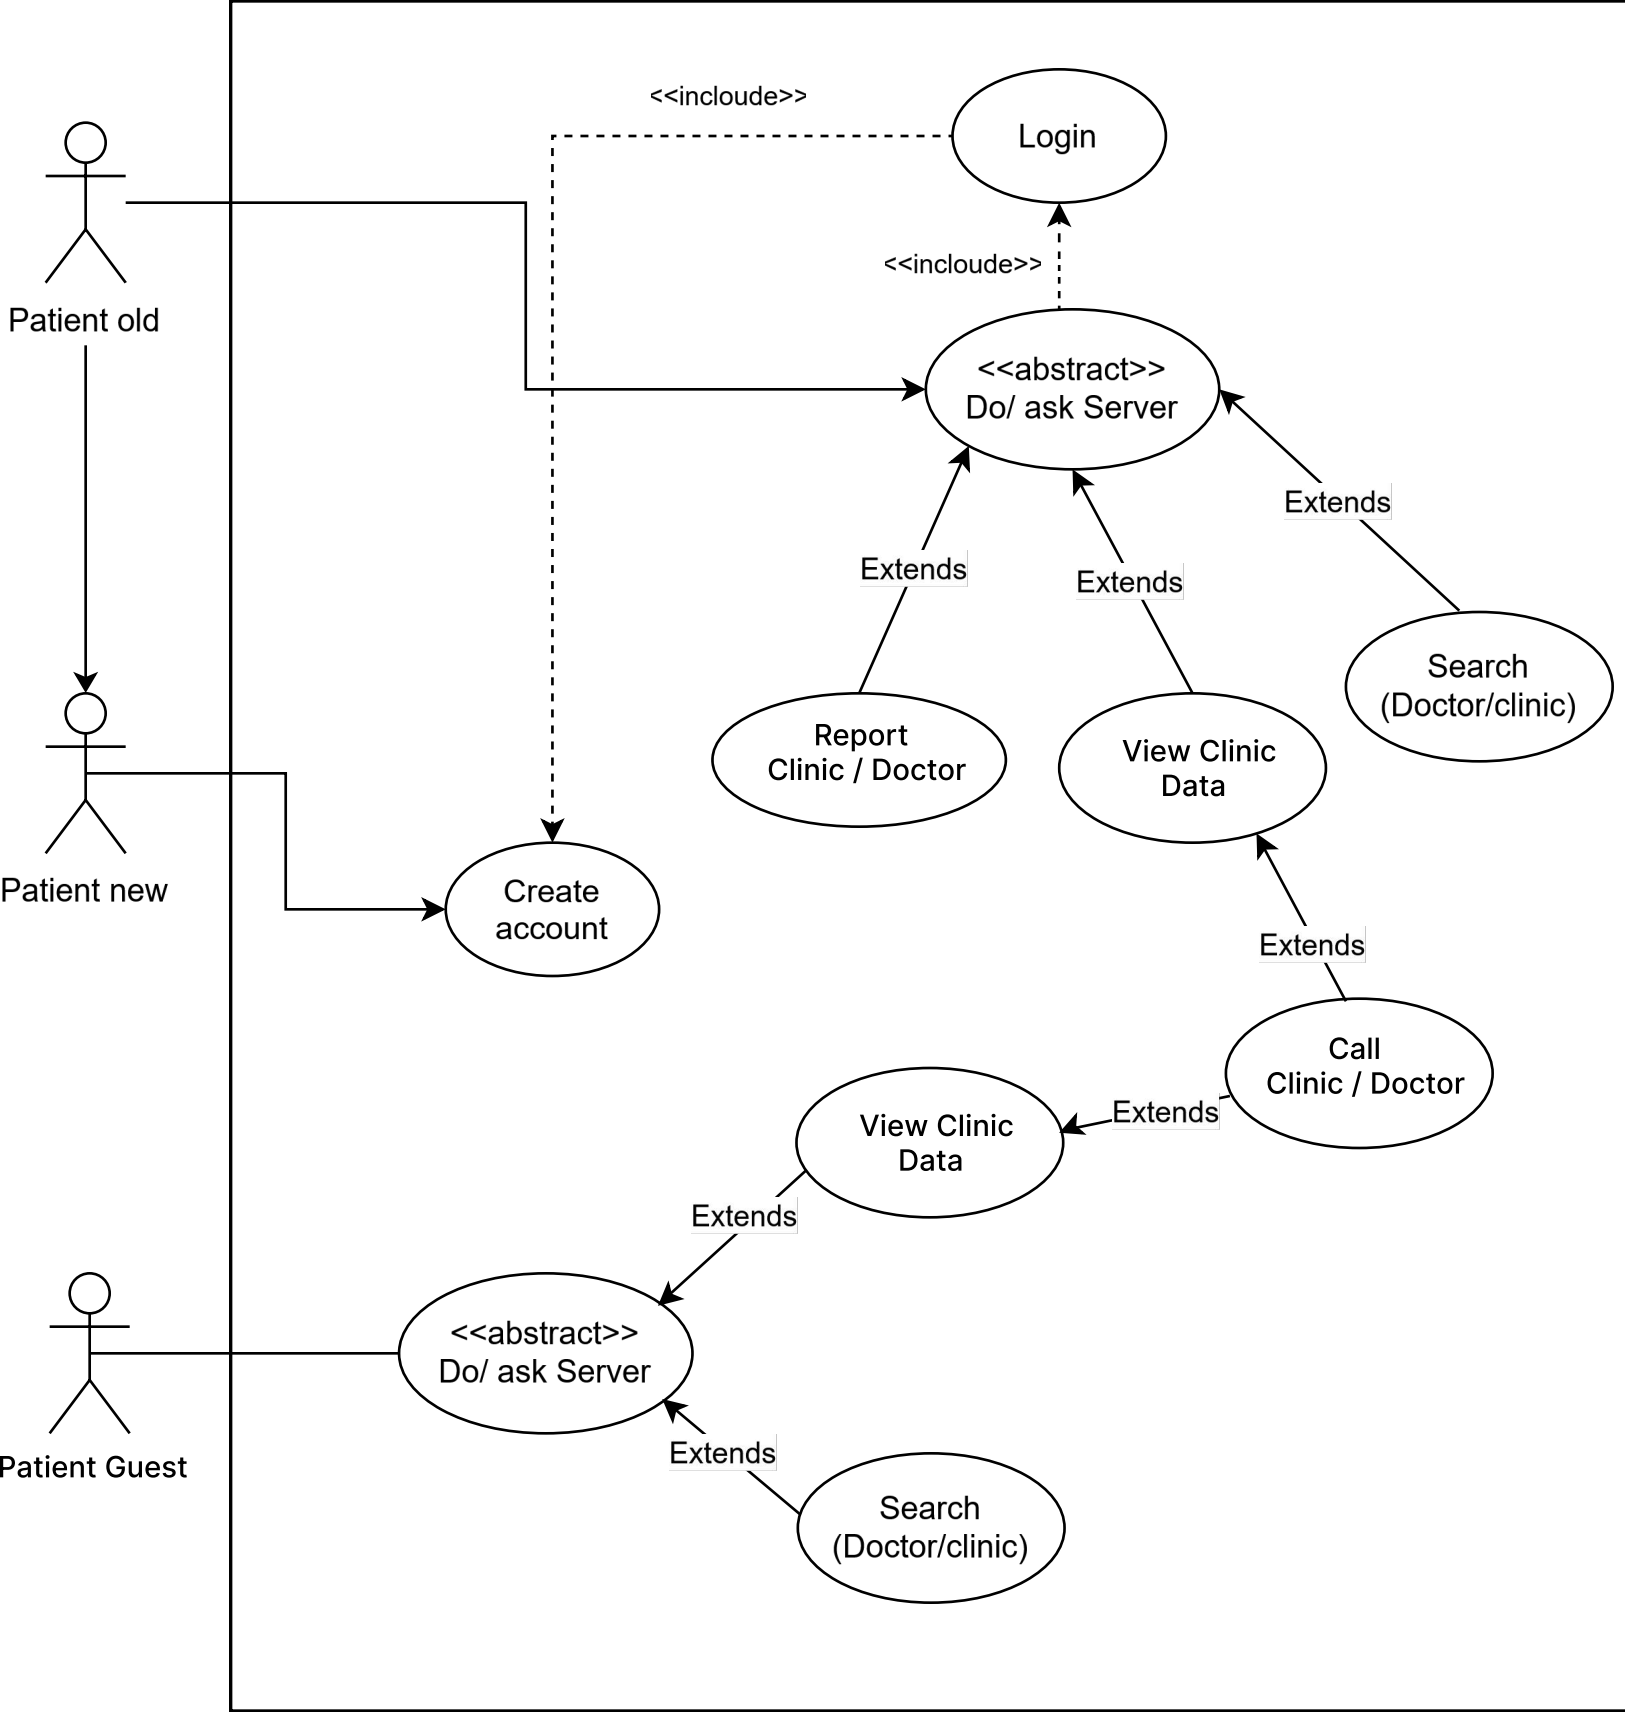 <<incloude>>
Login
<<incloude>>
Patient old
<<abstract>>
Do/ ask Server
Extends
Extends
Extends
Search
(Doctor/clinic)
Report
Clinic / Doctor
View Clinic
Data
Patient new
Create
account
Extends
Call
Clinic / Doctor
Extends
View Clinic
Data
Extends
<<abstract>>
Do/ ask Server
Patient Guest
Extends
Search
(Doctor/clinic)